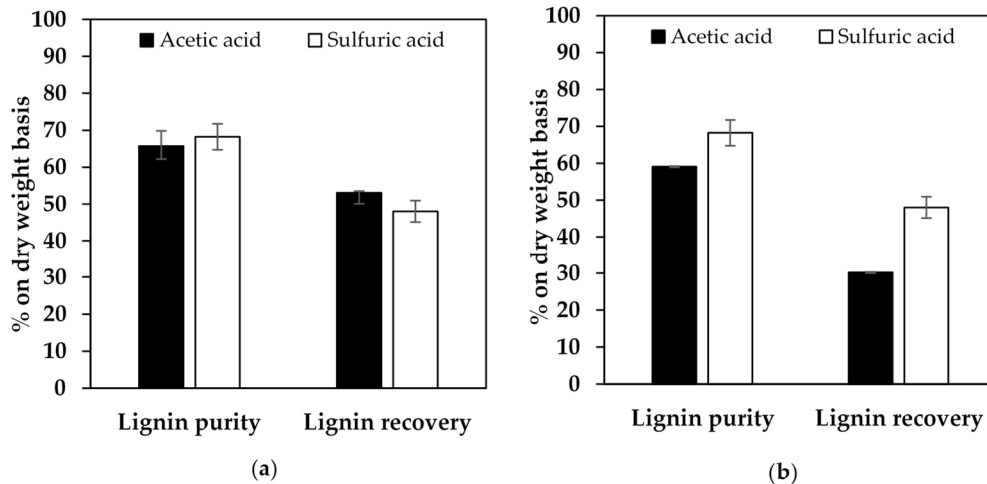 % on dry weight basis
100
90
80
70
60
50
40
30
20
10
0
Acetic acid Sulfuric acid
Lignin purity Lignin recovery
(a)
% on dry weight basis
100
90
80
70
60
50
40
30
20
10
0
Acetic acid Sulfuric acid
Lignin purity Lignin recovery
(b)